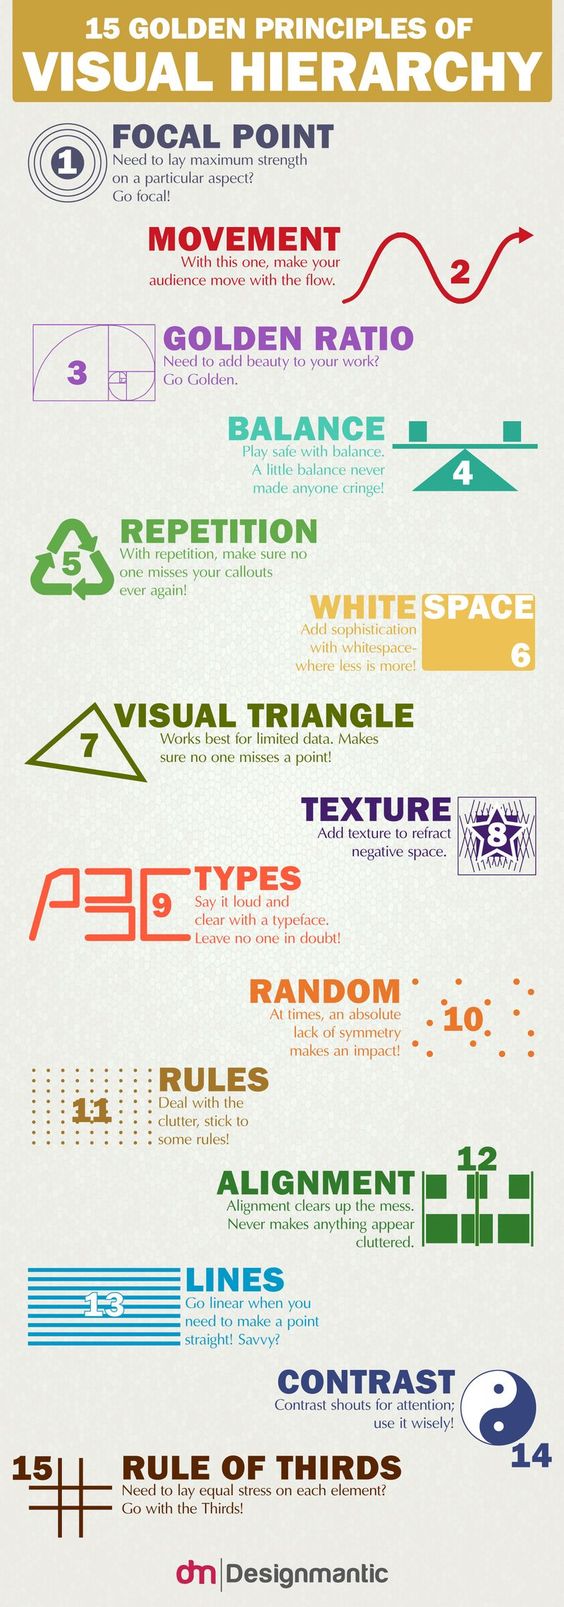 15 GOLDEN PRINCIPLES OF
VISUAL HIERARCHY
1
FOCAL POINT
Need to lay maximum strength
on a particular aspect?
Go focal!
MOVEMENT
With this one, make your
audience move with the flow.
2
3
GOLDEN RATIO
Need to add beauty to your work?
Go Golden.
BALANCE
Play safe with balance.
A little balance never
made anyone cringe!
4
5
REPETITION
With repetition, make sure no
one misses your callouts
ever again!
WHITE SPACE
Add sophistication
with whitespace-
where less is more!
6
7
VISUAL TRIANGLE
Works best for limited data. Makes
sure no one misses a point!
TEXTURE
Add texture to refract
negative space.
8
ABC
9
TYPES
Say it loud and
clear with a typeface.
Leave no one in doubt!
RANDOM
At times, an absolute
lack of symmetry
makes an impact!
10
11
RULES
Deal with the
clutter, stick to
some rules!
12
ALIGNMENT
Alignment clears up the mess.
Never makes anything appear
cluttered.
13
LINES
Go linear when you
need to make a point
straight! Savvy?
CONTRAST
Contrast shouts for attention;
use it wisely!
14
15
RULE OF THIRDS
Need to lay equal stress on each element?
Go with the Thirds!
dm Designmantic